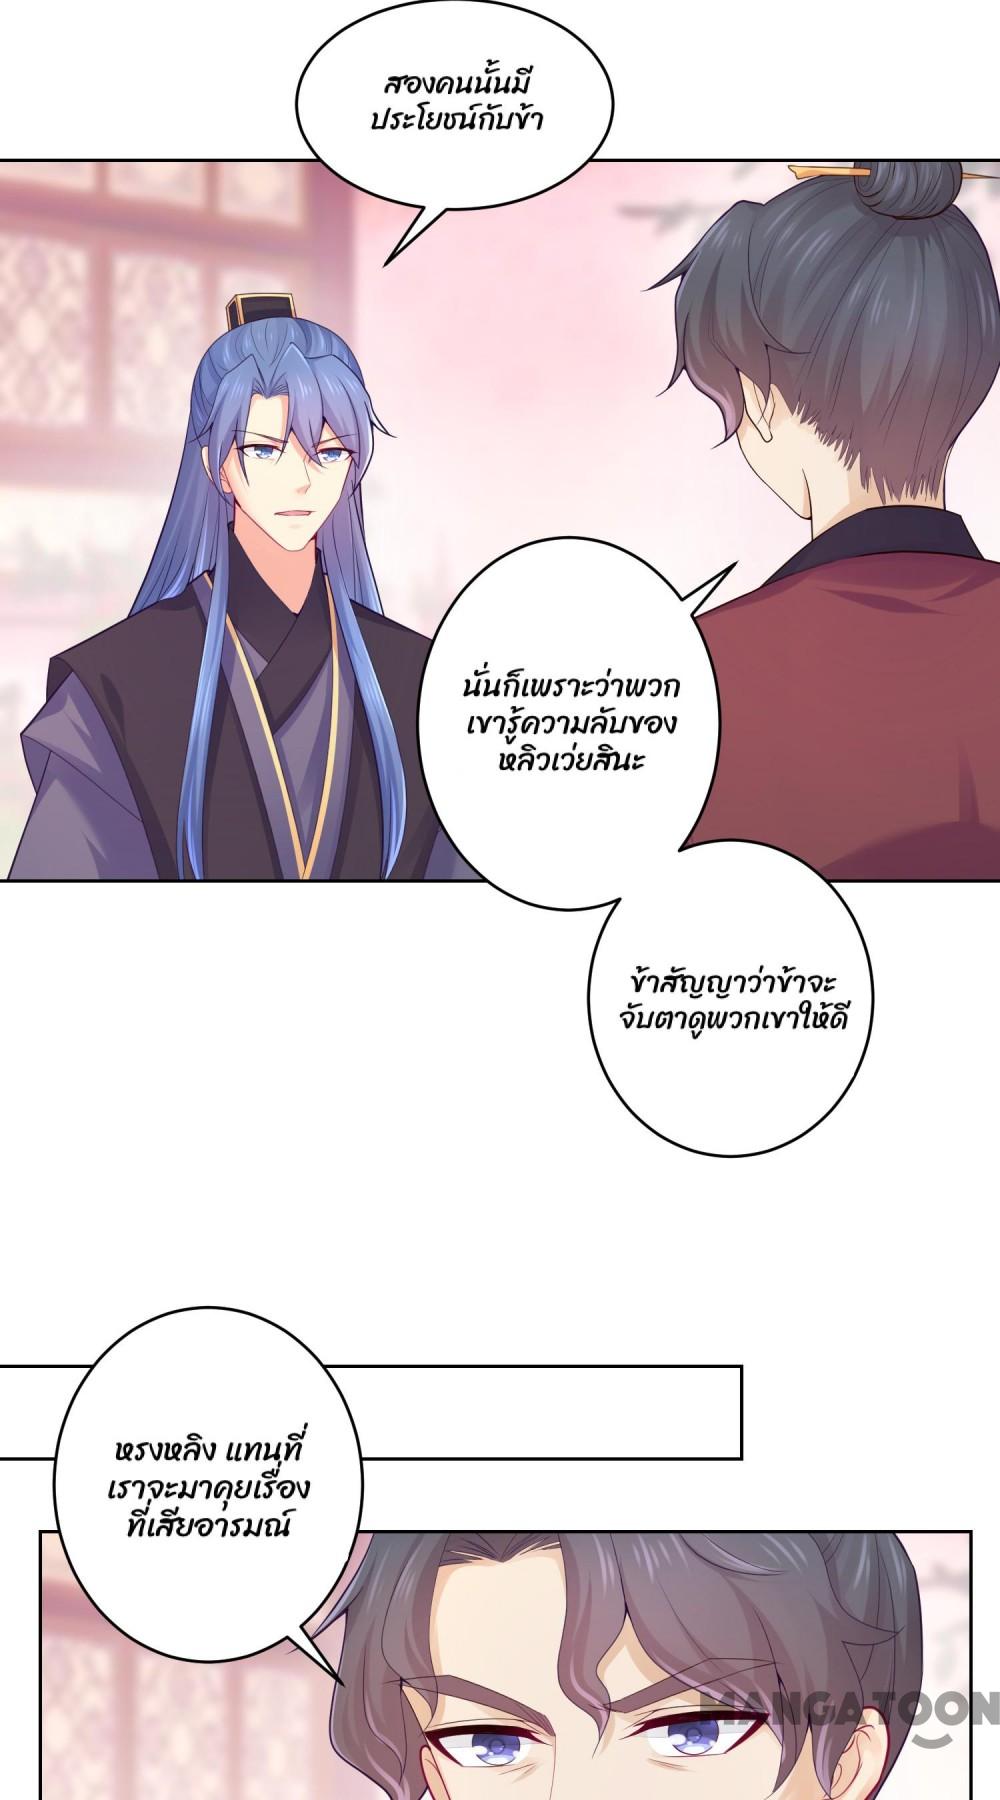 สองคนนั้นมี
ประโยชน์กับข้า
นั่นก็เพราะว่าพวก
เขารู้ความลับของ
หลิวเว่ยสินะ
ข้าสัญญาว่าข้าจะ
จับตาดูพวกเขาให้ดี
หรงหลิง แทนที่
เราจะมาคุยเรื่อง
ที่เสียอารมณ์
MANGATOON